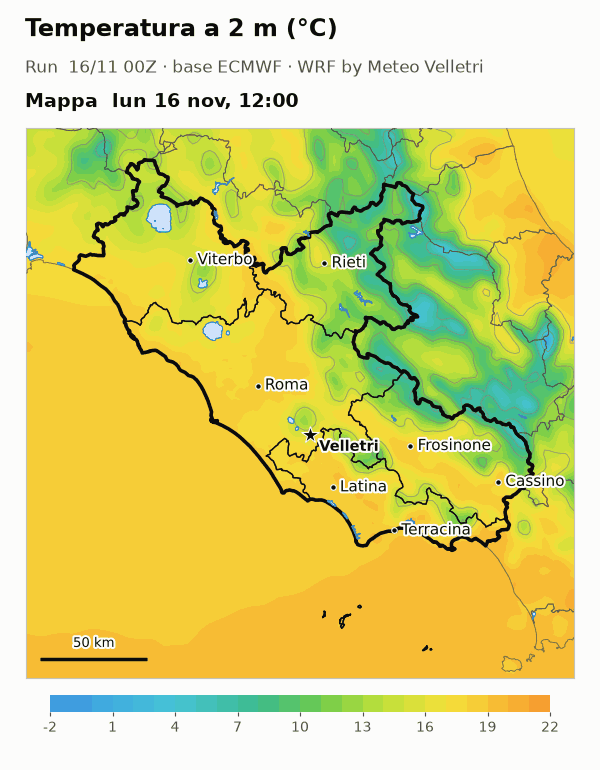 Temperatura a 2 m (°C)
Run  16/11 00Z · base ECMWF · WRF by Meteo Velletri
Mappa  lun 16 nov, 12:00
Viterbo
Rieti
Roma
Velletri
Frosinone
Latina
Cassino
Terracina
50 km
-2 1 4 7 10 13 16 19 22